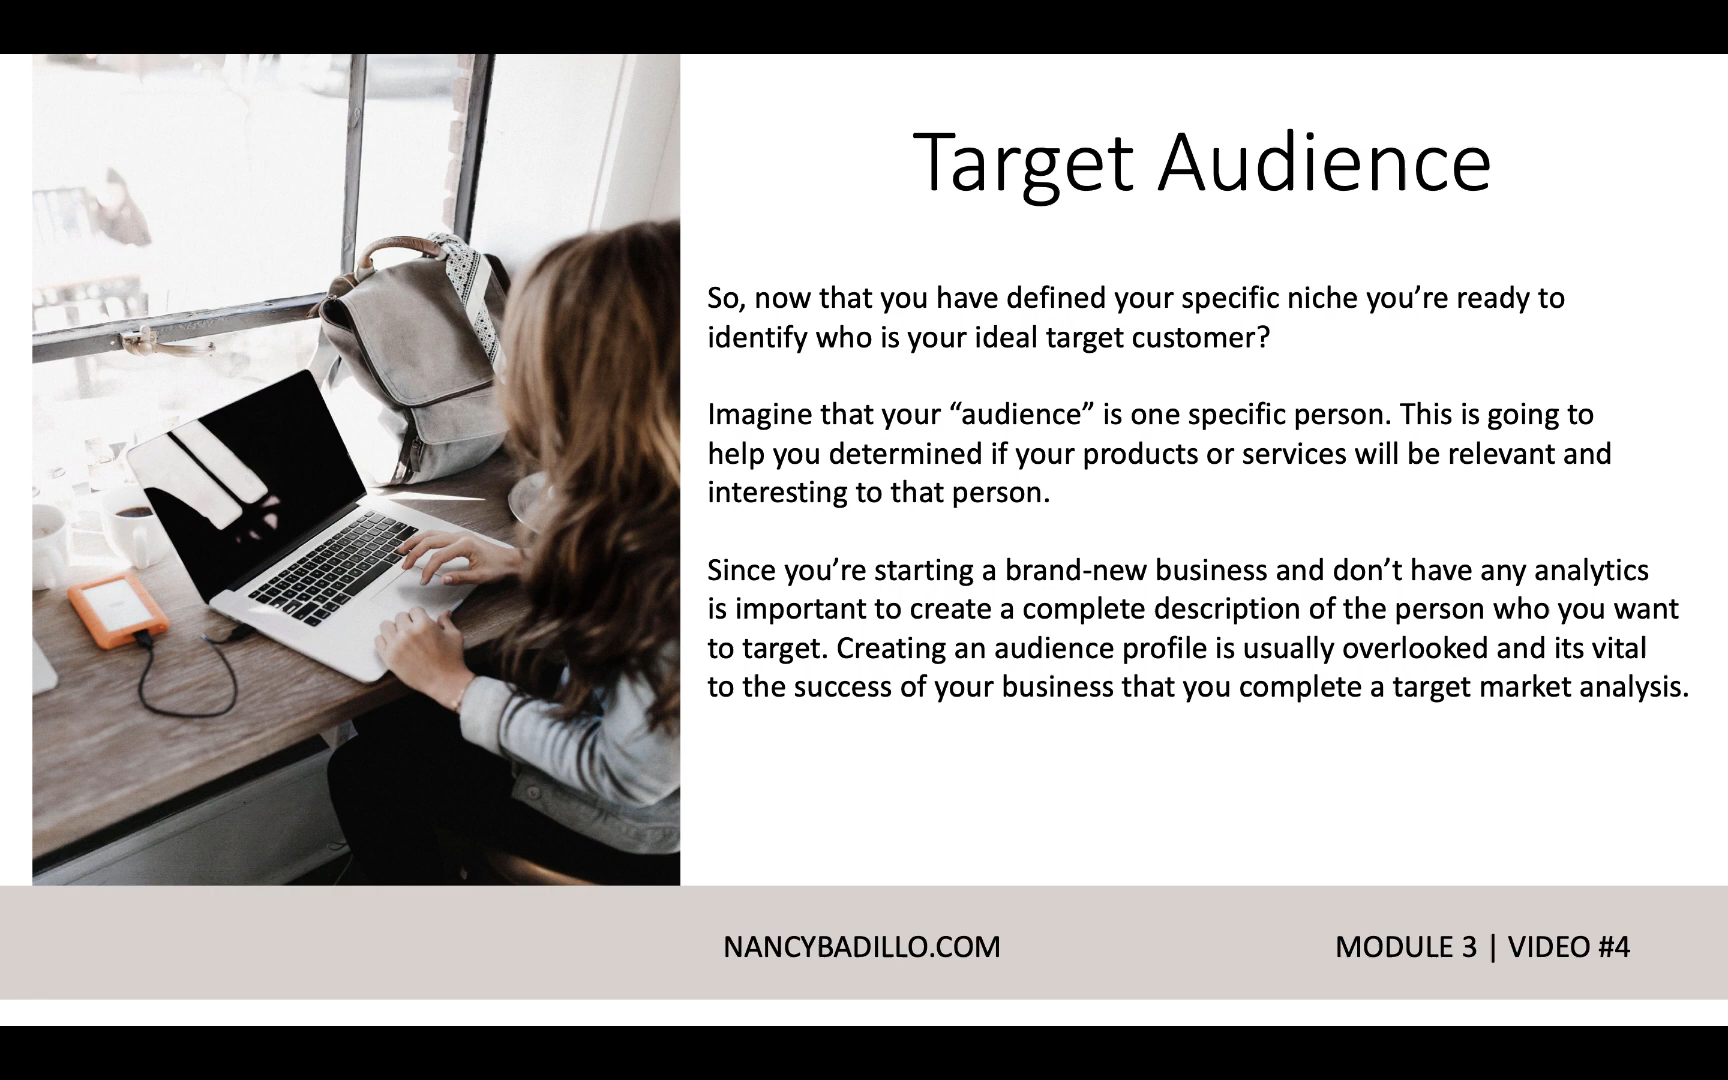 Target Audience
So, now that you have defined your specific niche you’re ready to
identify who is your ideal target customer?
Imagine that your “audience” is one specific person. This is going to
help you determined if your products or services will be relevant and
interesting to that person.
Since you’re starting a brand-new business and don’t have any analytics
is important to create a complete description of the person who you want
to target. Creating an audience profile is usually overlooked and its vital
to the success of your business that you complete a target market analysis.
NANCYBADILLO.COM
MODULE 3 | VIDEO #4